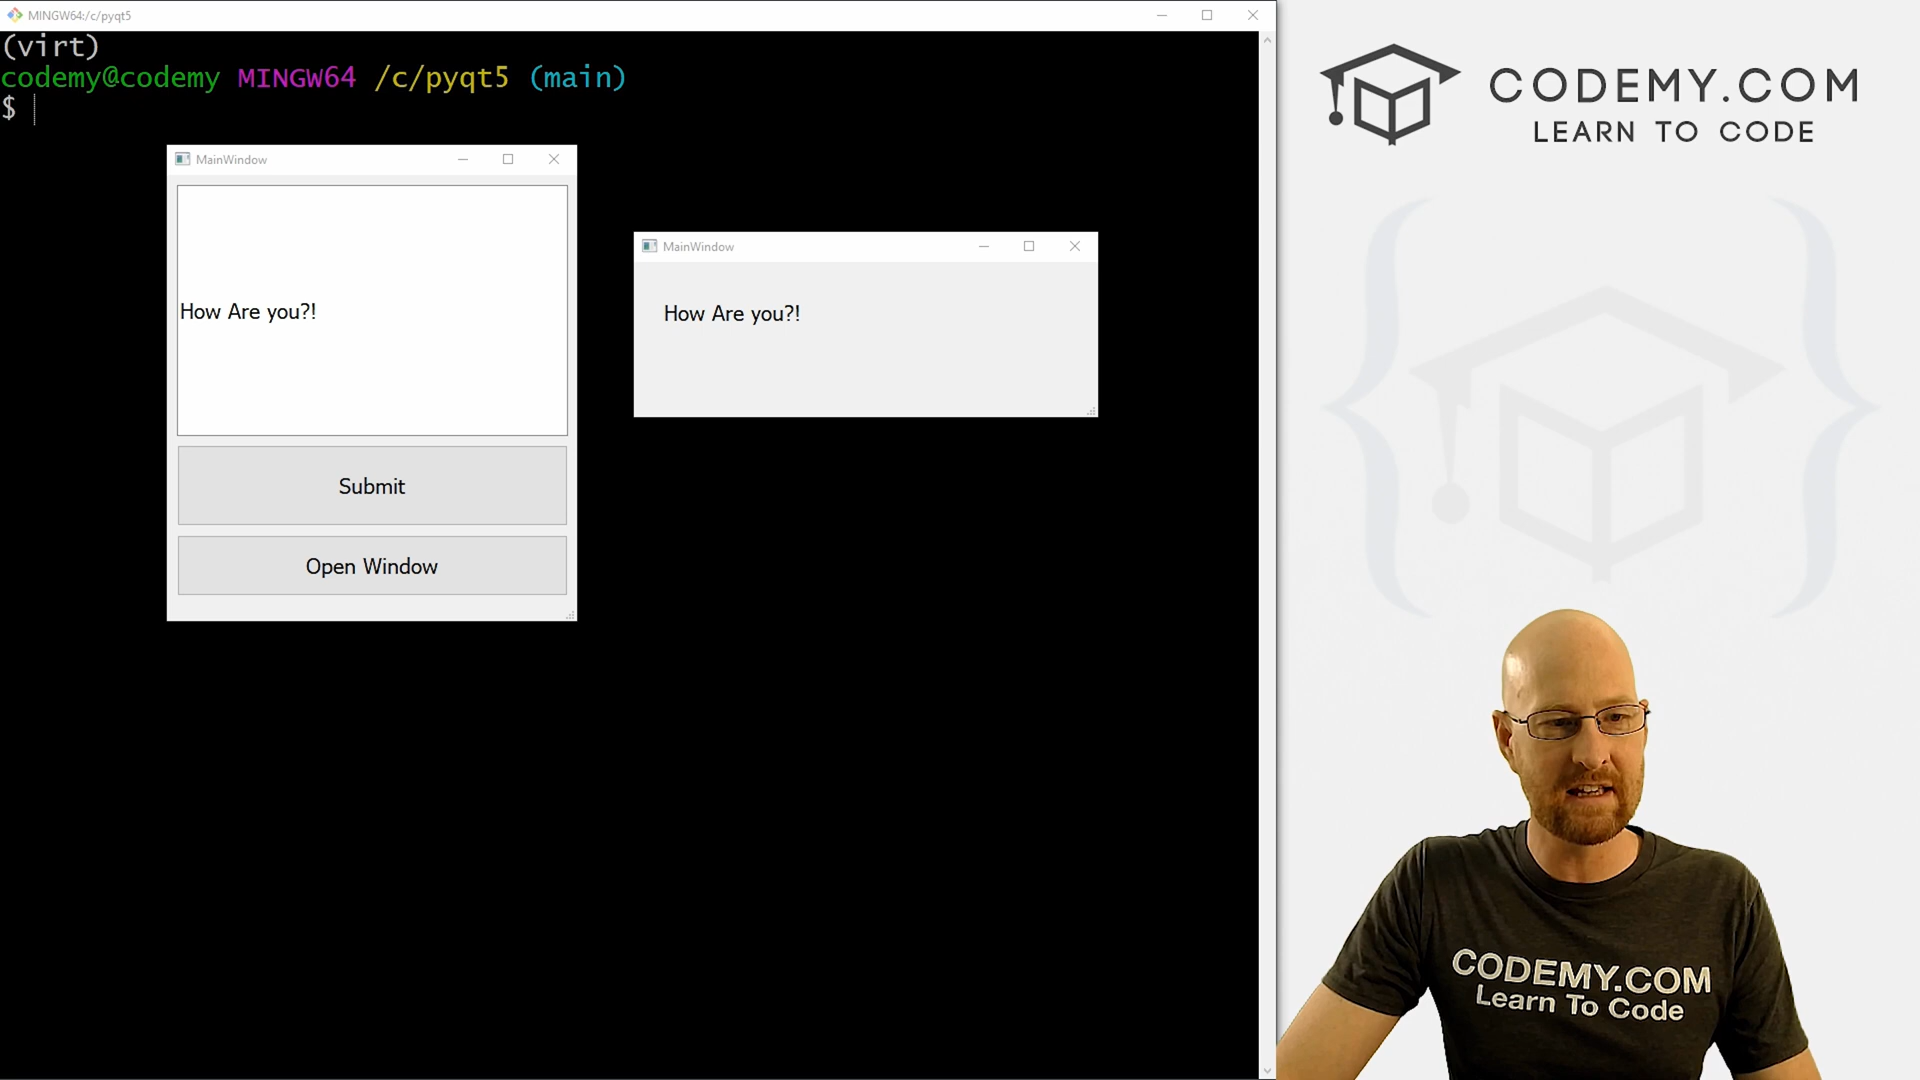 MINGW64:/c/pyqt5
(virt)
codemy@codemy MINGW64 /c/pyqt5 (main)
$
MainWindow
How Are you?!
Submit
Open Window
MainWindow
How Are you?!
CODEMY.COM
LEARN TO CODE
CODEMY.COM
Learn To Code